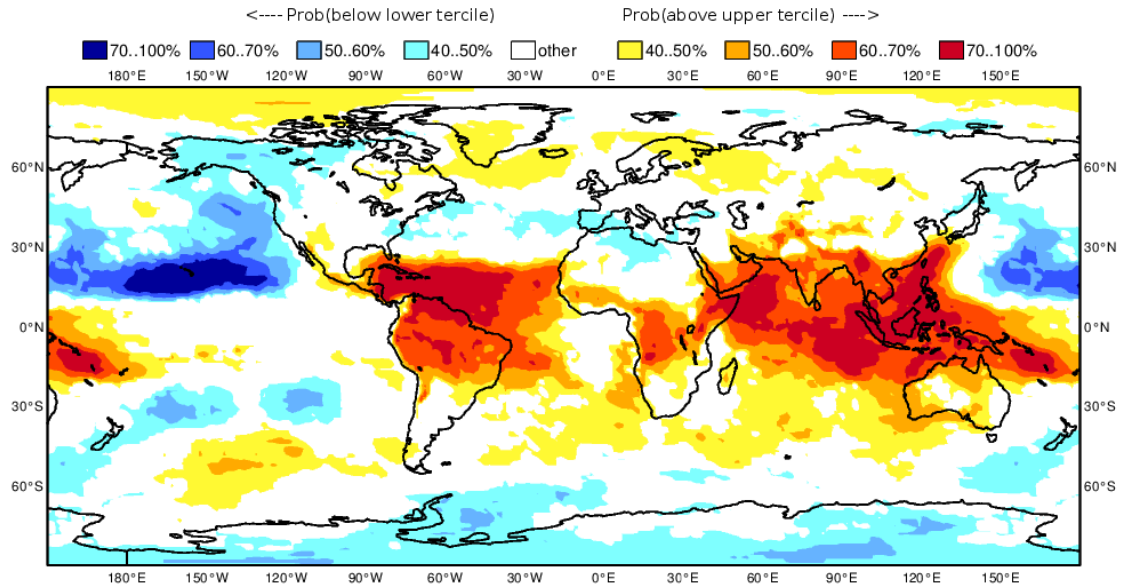 <---- Prob(below lower tercile) Prob(above upper tercile) ---->
70..100% 60..70% 50..60% 40..50% other 40..50% 50..60% 60..70% 70..100%
180°E 150°W 120°W 90°W 60°W 30°W 0°E 30°E 60°E 90°E 120°E 150°E
60°N 60°N
30°N 30°N
0°N 0°N
30°S 30°S
60°S 60°S
180°E 150°W 120°W 90°W 60°W 30°W 0°E 30°E 60°E 90°E 120°E 150°E